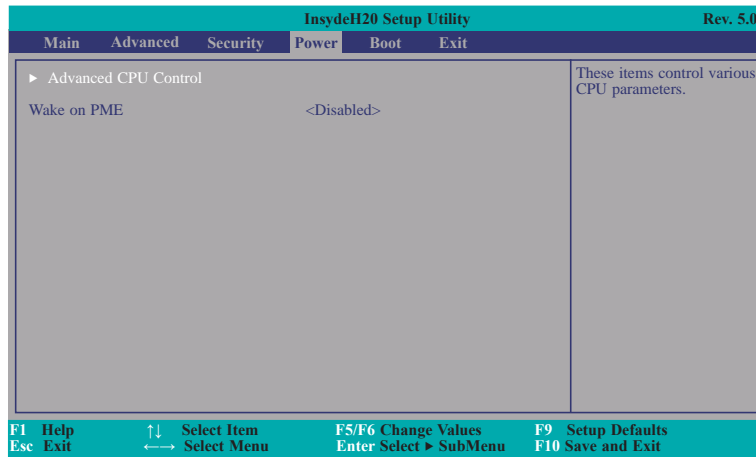 InsydeH20 Setup Utility Rev. 5.0
Main Advanced Security Power Boot Exit
► Advanced CPU Control
Wake on PME <Disabled>
These items control various
CPU parameters.
F1 Help ↑↓ Select Item F5/F6 Change Values F9 Setup Defaults
Esc Exit ←→ Select Menu Enter Select ► SubMenu F10 Save and Exit